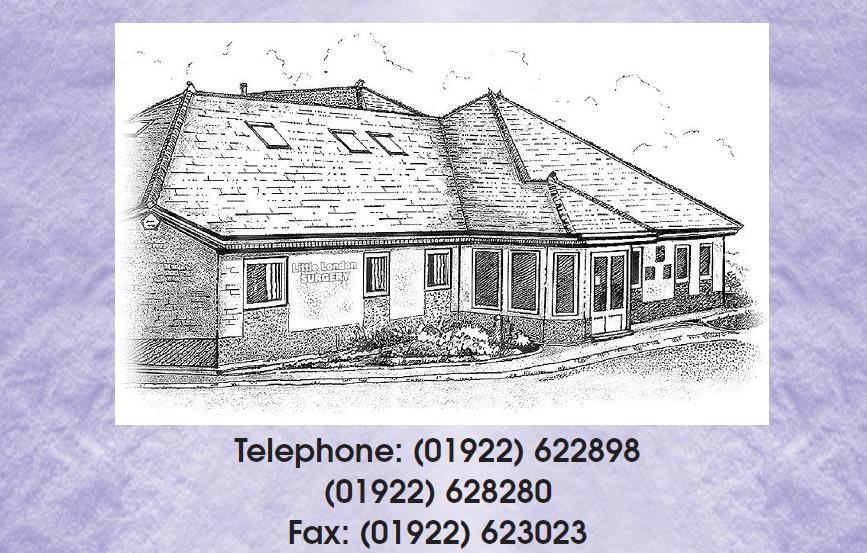 Little London
SURGERY
Telephone: (01922) 622898
(01922) 628280
Fax: (01922) 623023